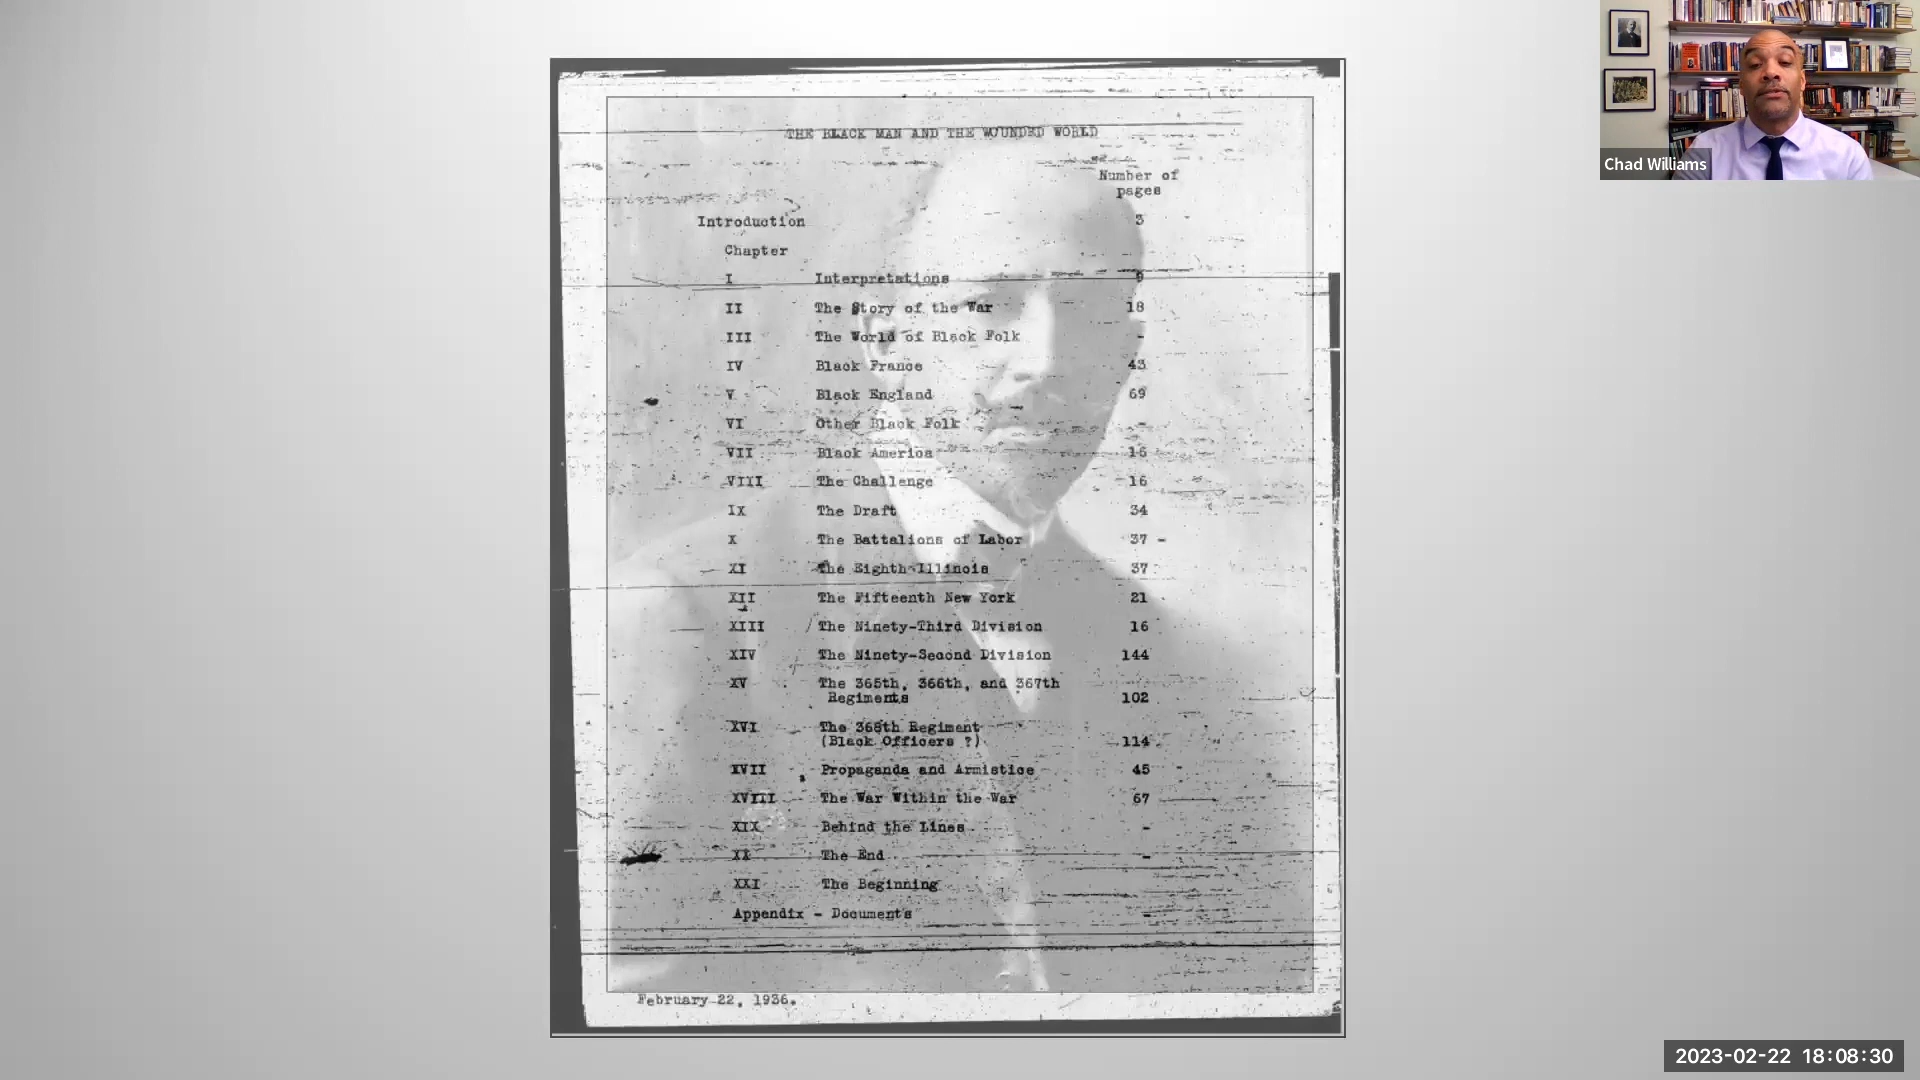 THE BLACK MAN AND THE WOUNDED WORLD
Number of
pages
Introduction 3
Chapter
I Interpretations 9
II The Story of the War 18
III The World of Black Folk -
IV Black France 43
V Black England 69
VI Other Black Folk -
VII Black America 16
VIII The Challenge 16
IX The Draft 34
X The Battalions of Labor 37 -
XI The Eighth Illinois 37
XII The Fifteenth New York 21
XIII The Ninety-Third Division 16
XIV The Ninety-Second Division 144
XV The 365th, 366th, and 367th
Regiments 102
XVI The 368th Regiment
(Black Officers ?) 114
XVII Propaganda and Armistice 45
XVIII The War Within the War 67
XIX Behind the Lines -
XX The End -
XXI The Beginning
Appendix - Documents -
February 22, 1936.
Chad Williams
2023-02-22 18:08:30